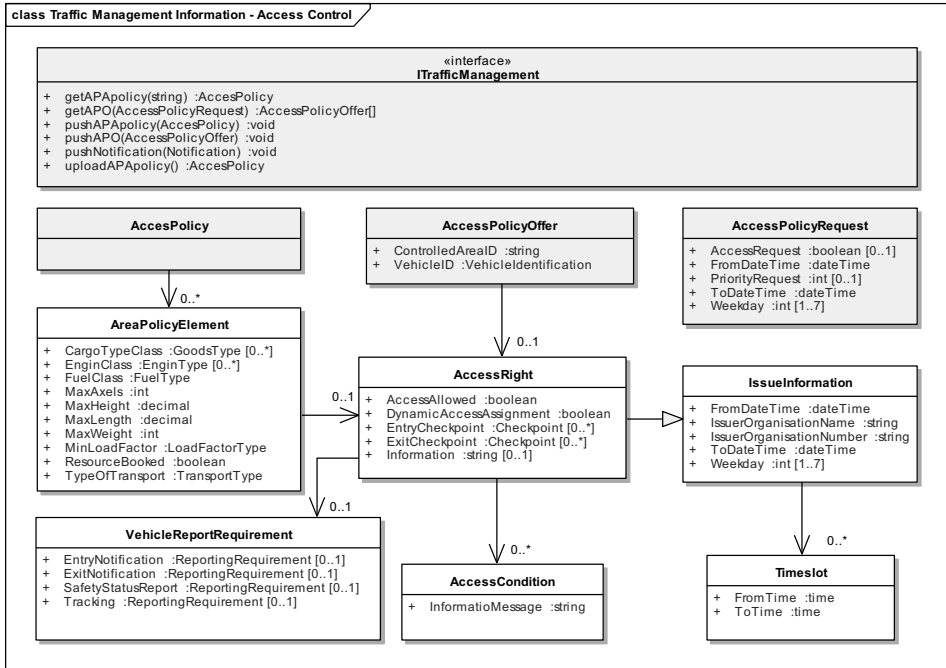 class Traffic Management Information - Access Control
«interface»
ITrafficManagement
+ getAPApolicy(string) :AccesPolicy
+ getAPO(AccessPolicyRequest) :AccessPolicyOffer[]
+ pushAPApolicy(AccesPolicy) :void
+ pushAPO(AccessPolicyOffer) :void
+ pushNotification(Notification) :void
+ uploadAPApolicy() :AccesPolicy
AccesPolicy
AccessPolicyOffer
+ ControlledAreaID :string
+ VehicleID :VehicleIdentification
AccessPolicyRequest
+ AccessRequest :boolean [0..1]
+ FromDateTime :dateTime
+ PriorityRequest :int [0..1]
+ ToDateTime :dateTime
+ Weekday :int [1..7]
0..*
0..1
AreaPolicyElement
+ CargoTypeClass :GoodsType [0..*]
+ EnginClass :EnginType [0..*]
+ FuelClass :FuelType
+ MaxAxels :int
+ MaxHeight :decimal
+ MaxLength :decimal
+ MaxWeight :int
+ MinLoadFactor :LoadFactorType
+ ResourceBooked :boolean
+ TypeOfTransport :TransportType
0..1
AccessRight
+ AccessAllowed :boolean
+ DynamicAccessAssignment :boolean
+ EntryCheckpoint :Checkpoint [0..*]
+ ExitCheckpoint :Checkpoint [0..*]
+ Information :string [0..1]
IssueInformation
+ FromDateTime :dateTime
+ IssuerOrganisationName :string
+ IssuerOrganisationNumber :string
+ ToDateTime :dateTime
+ Weekday :int [1..7]
0..1
0..*
0..*
VehicleReportRequirement
+ EntryNotification :ReportingRequirement [0..1]
+ ExitNotification :ReportingRequirement [0..1]
+ SafetyStatusReport :ReportingRequirement [0..1]
+ Tracking :ReportingRequirement [0..1]
AccessCondition
+ InformatioMessage :string
Timeslot
+ FromTime :time
+ ToTime :time